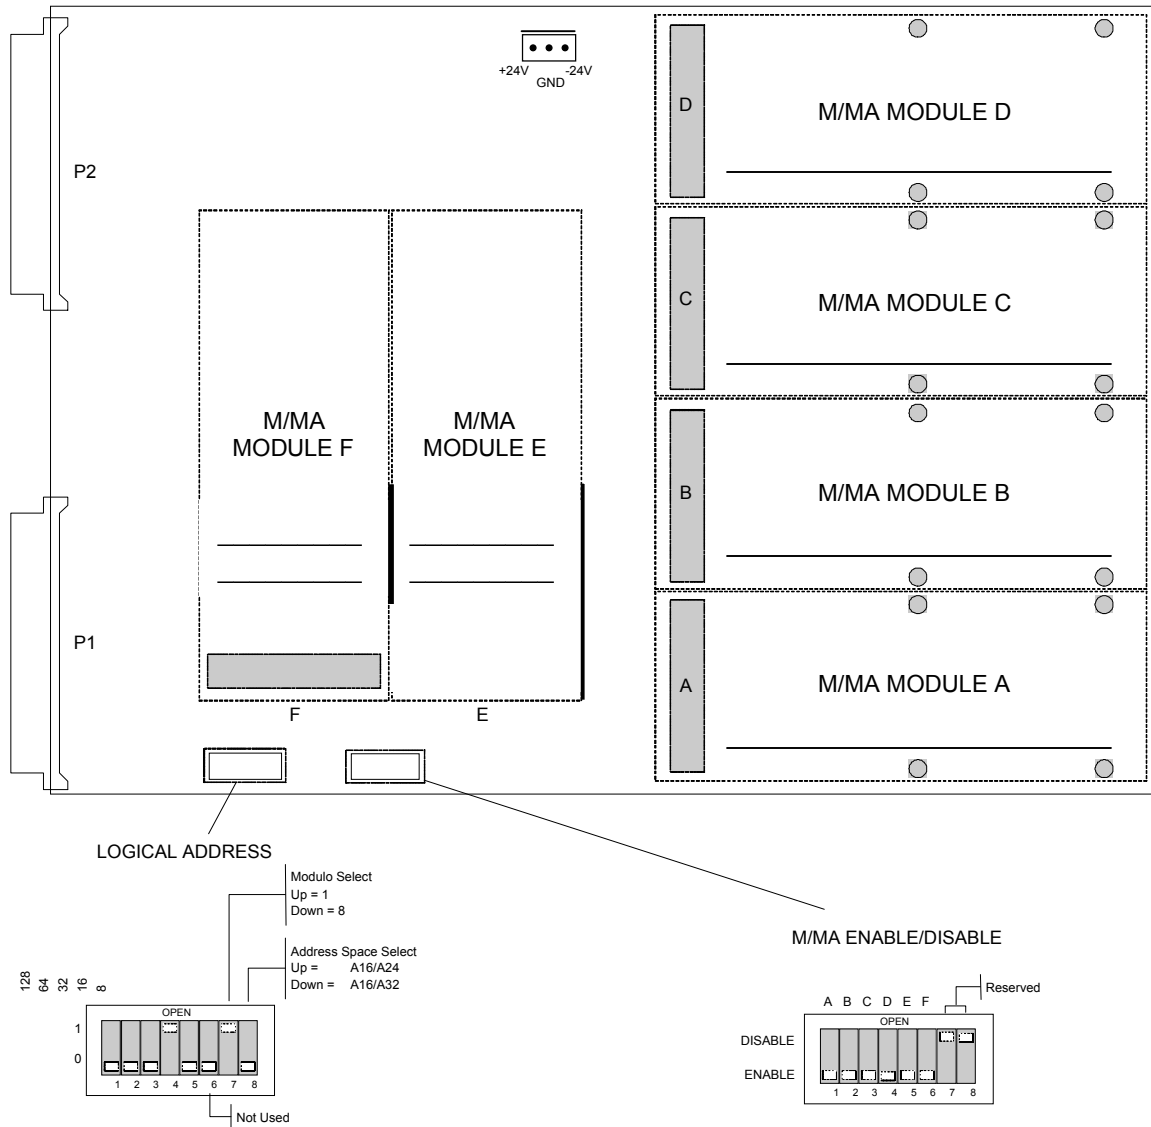 +24V
-24V
GND
P2
D
M/MA MODULE D
C
M/MA MODULE C
M/MA
MODULE F
M/MA
MODULE E
B
M/MA MODULE B
P1
A
M/MA MODULE A
F
E
LOGICAL ADDRESS
Modulo Select
Up = 1
Down = 8
Address Space Select
Up = A16/A24
Down = A16/A32
128
64
32
16
8
OPEN
1
0
1 2 3 4 5 6 7 8
Not Used
M/MA ENABLE/DISABLE
Reserved
A B C D E F
OPEN
DISABLE
ENABLE
1 2 3 4 5 6 7 8